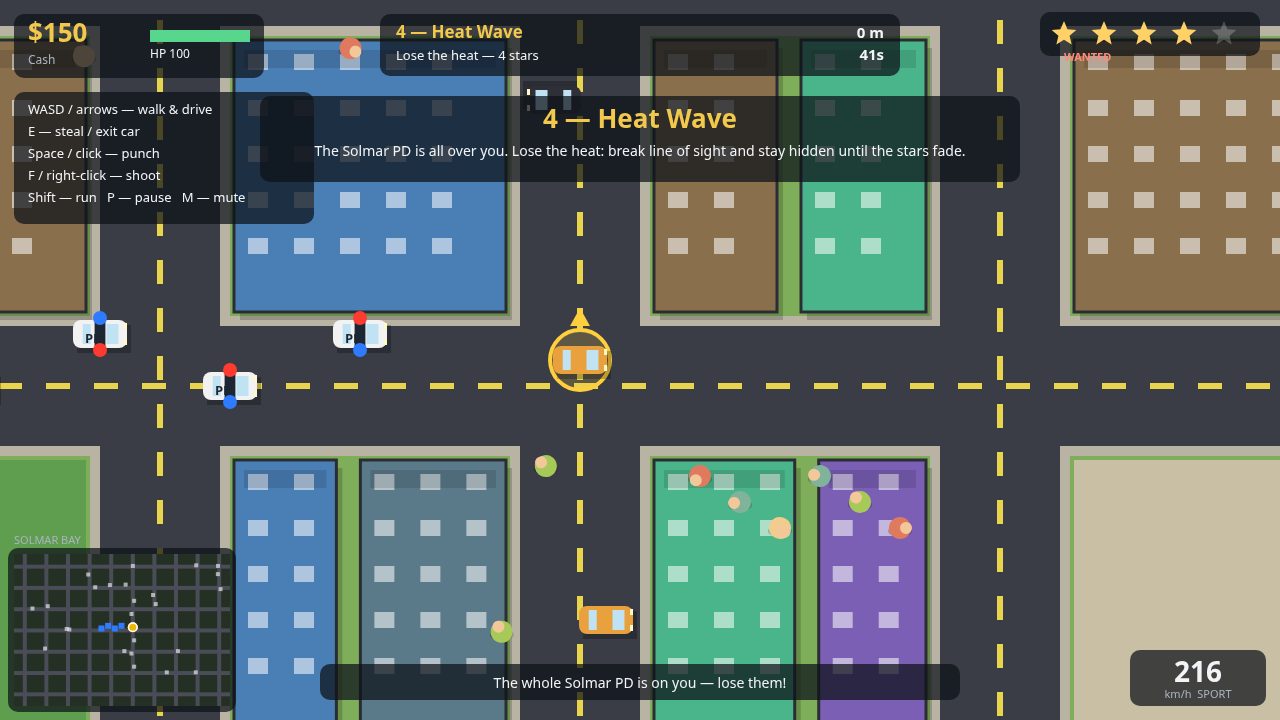 $150
Cash
HP 100
4 — Heat Wave
0 m
Lose the heat — 4 stars
41s
WANTED
WASD / arrows — walk & drive
E — steal / exit car
Space / click — punch
F / right-click — shoot
Shift — run P — pause M — mute
4 — Heat Wave
The Solmar PD is all over you. Lose the heat: break line of sight and stay hidden until the stars fade.
SOLMAR BAY
The whole Solmar PD is on you — lose them!
216
km/h SPORT